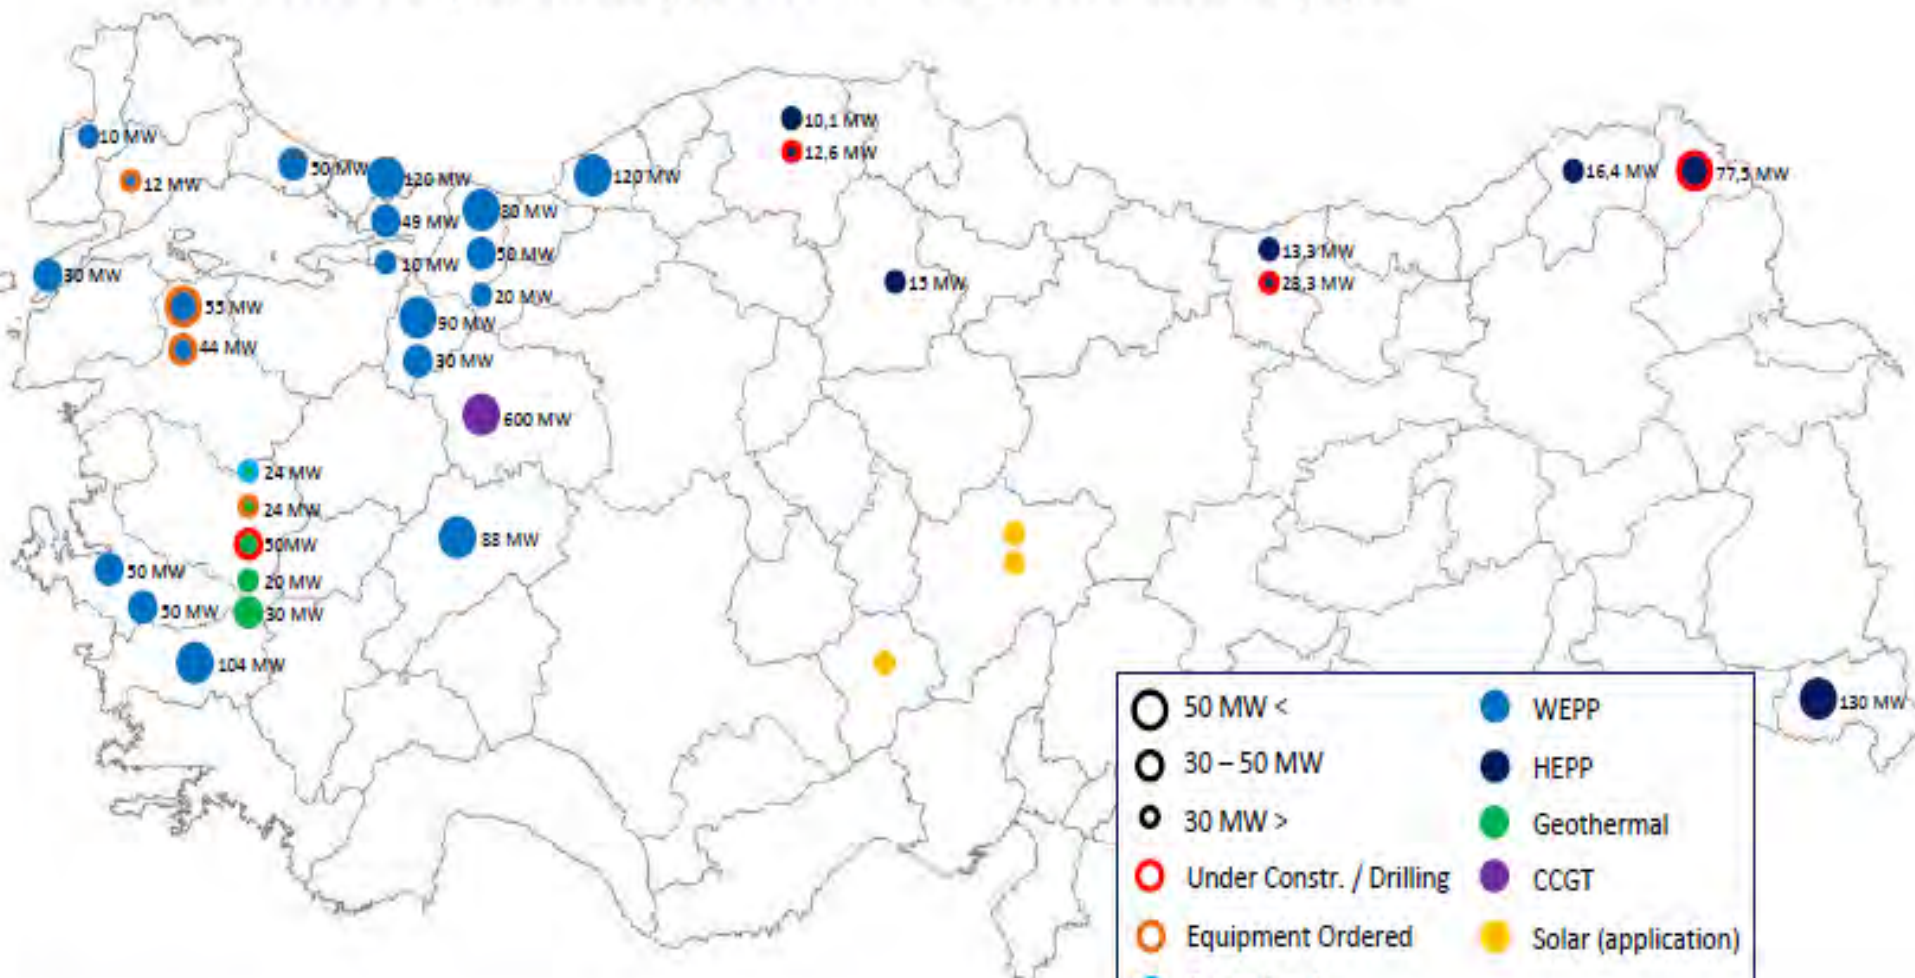 10,1 MW
10 MW
12,6 MW
50 MW
120 MW
120 MW
16,4 MW
77,5 MW
12 MW
80 MW
49 MW
50 MW
13,3 MW
10 MW
30 MW
15 MW
28,3 MW
20 MW
55 MW
90 MW
44 MW
30 MW
600 MW
24 MW
24 MW
50MW
88 MW
50 MW
20 MW
50 MW
30 MW
104 MW
130 MW
50 MW <
WEPP
30 – 50 MW
HEPP
30 MW >
Geothermal
Under Constr. / Drilling
CCGT
Equipment Ordered
Solar (application)